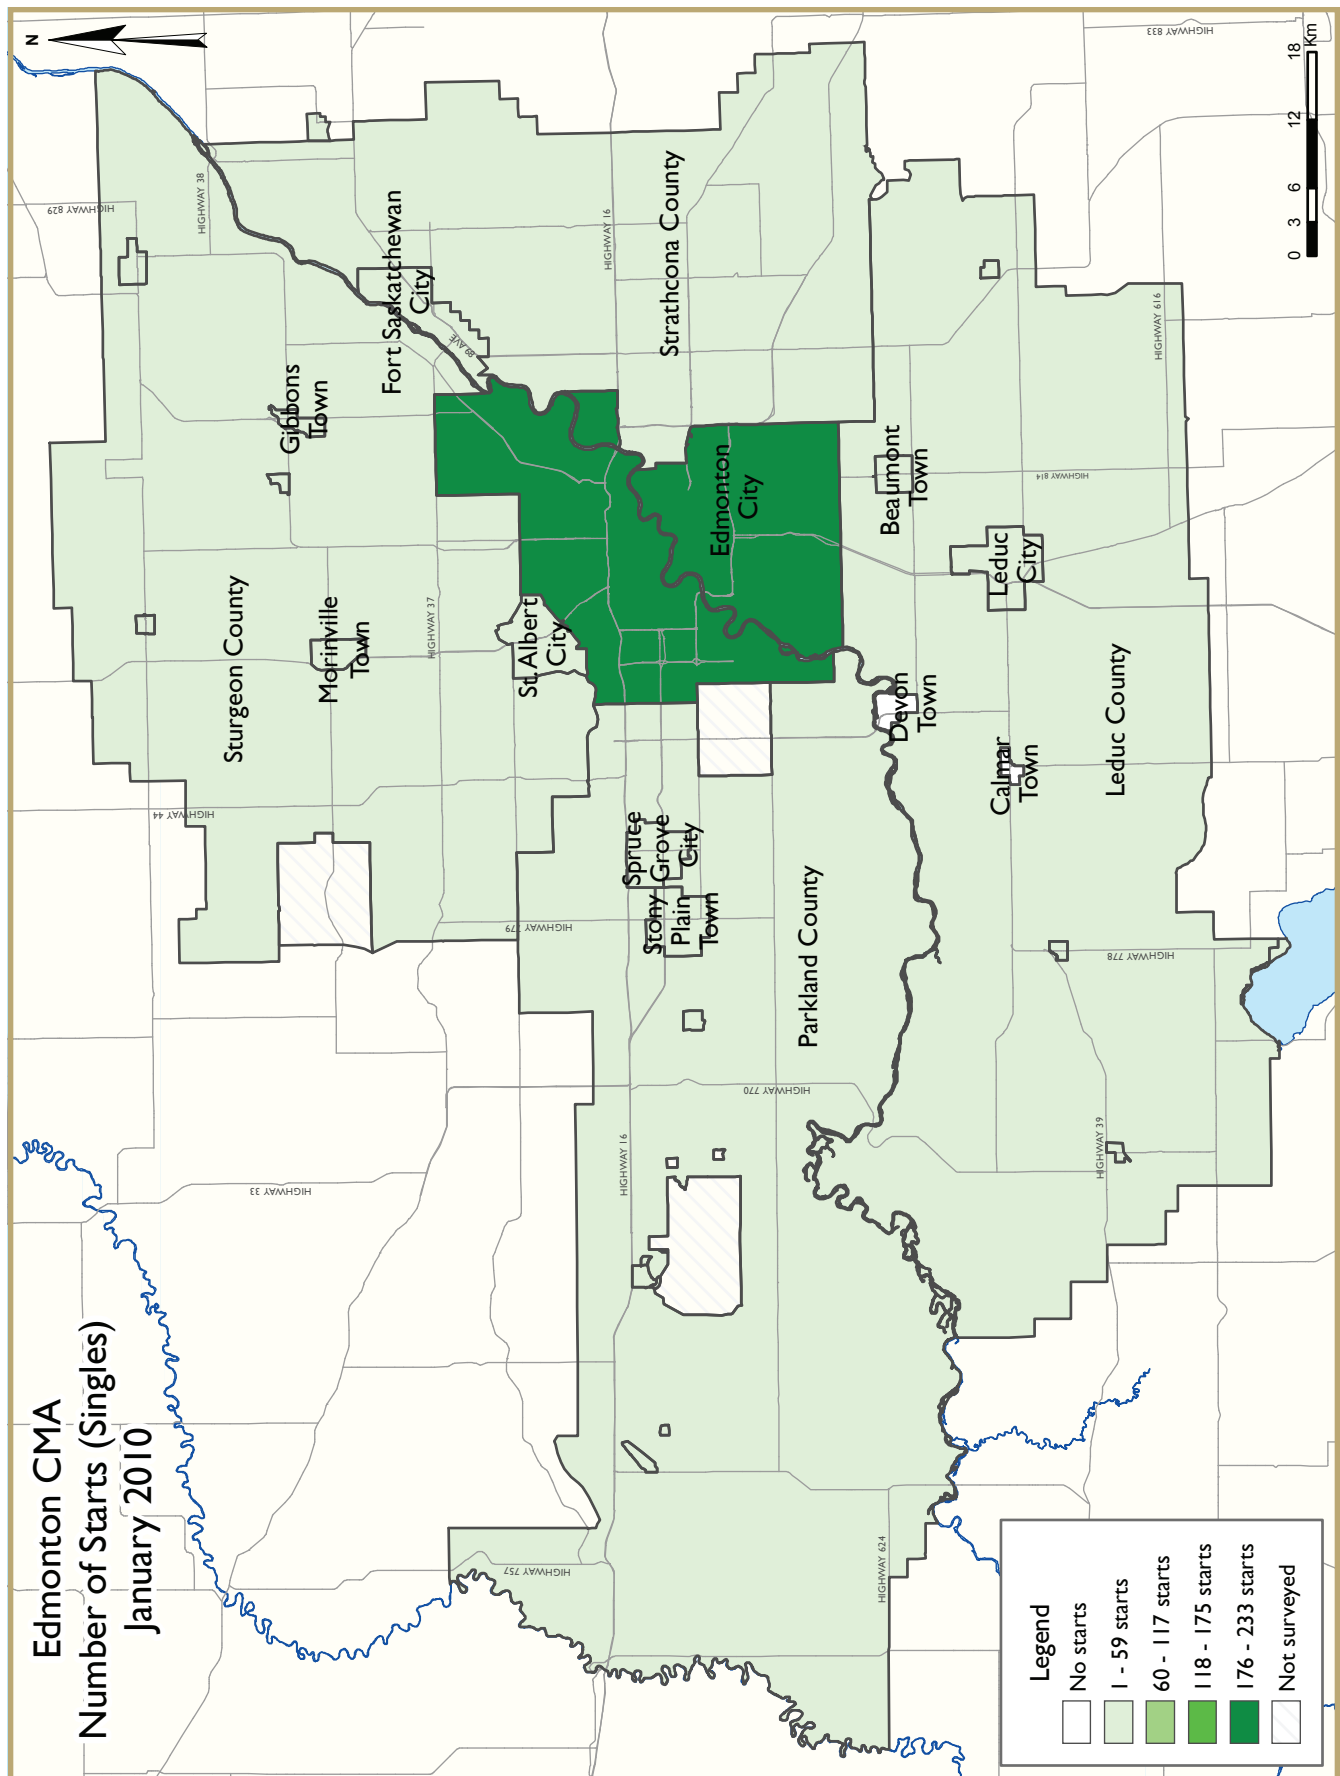 Edmonton CMA
Number of Starts (Singles)
January 2010
N
HIGHWAY 829
HIGHWAY 38
HIGHWAY 833
Fort Saskatchewan
City
Gibbons
Town
89 AVE
HIGHWAY 16
Strathcona County
Sturgeon County
Morinville
Town
HIGHWAY 37
HIGHWAY 44
St. Albert
City
Edmonton
City
Beaumont
Town
HIGHWAY 814
HIGHWAY 616
Leduc
City
Devon
Town
Calmar
Town
Leduc County
HIGHWAY 779
Spruce
Grove
City
Stony
Plain
Town
Parkland County
HIGHWAY 778
HIGHWAY 770
HIGHWAY 33
HIGHWAY 16
HIGHWAY 39
HIGHWAY 757
HIGHWAY 624
0 3 6 12 18
Km
Legend
No starts
1 - 59 starts
60 - 117 starts
118 - 175 starts
176 - 233 starts
Not surveyed